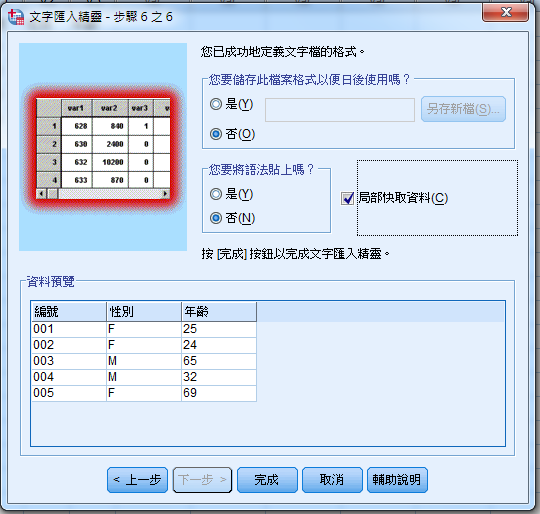 文字匯入精靈 - 步驟 6 之 6
您已成功地定義文字檔的格式。
var1 var2 var3 v
1 628 840 1
2 630 2400 0
3 632 10200 0
4 633 870 0
您要儲存此檔案格式以便日後使用嗎？
是(Y)
另存新檔(S)...
否(O)
您要將語法貼上嗎？
是(Y)
否(N)
局部快取資料(C)
按 [完成] 按鈕以完成文字匯入精靈。
資料預覽
編號 性別 年齡
001 F 25
002 F 24
003 M 65
004 M 32
005 F 69
< 上一步 下一步 > 完成 取消 輔助說明